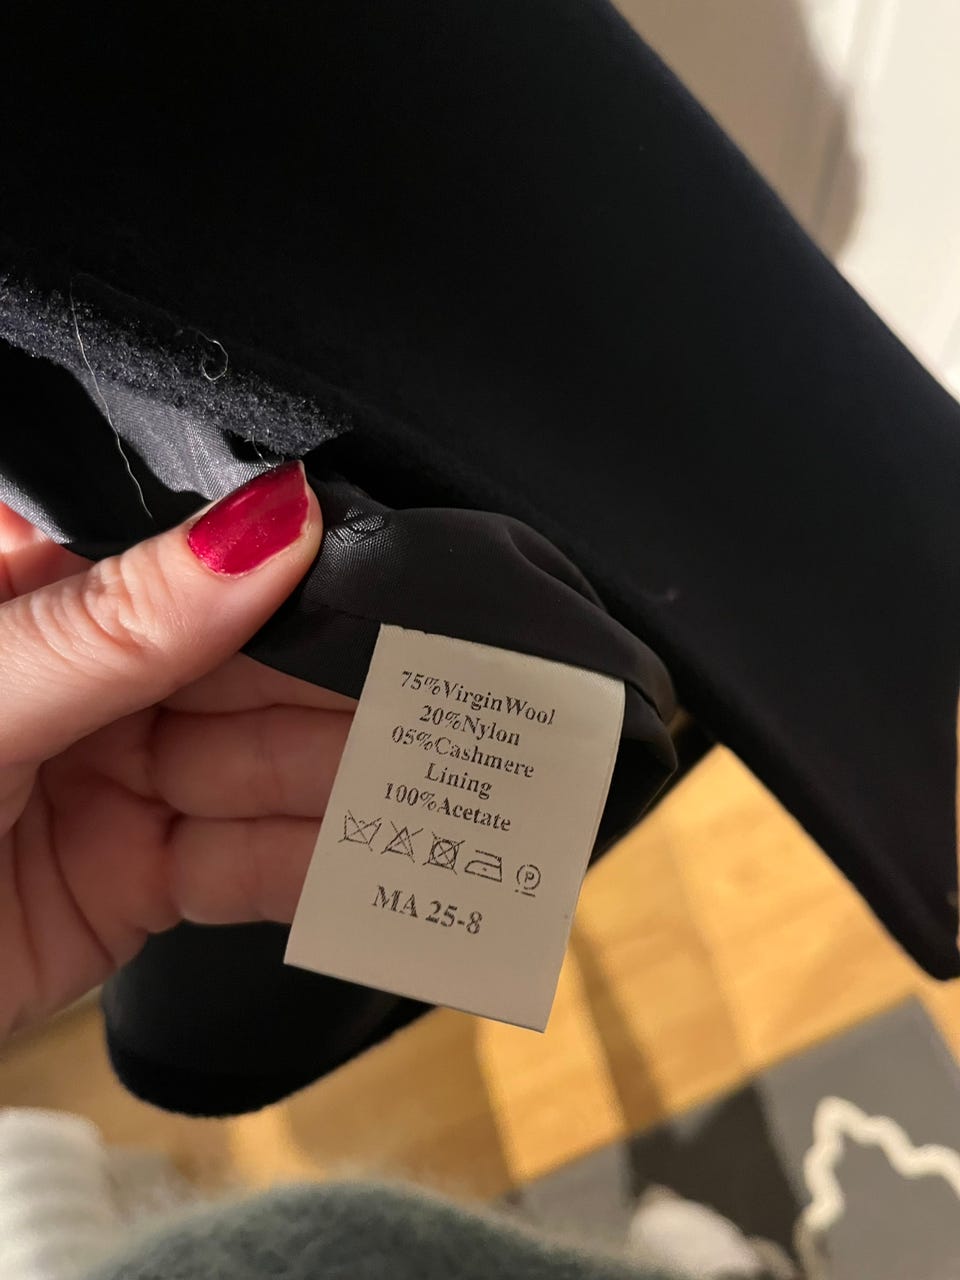 75%VirginWool
20%Nylon
05%Cashmere
Lining
100%Acetate
P
MA 25-8